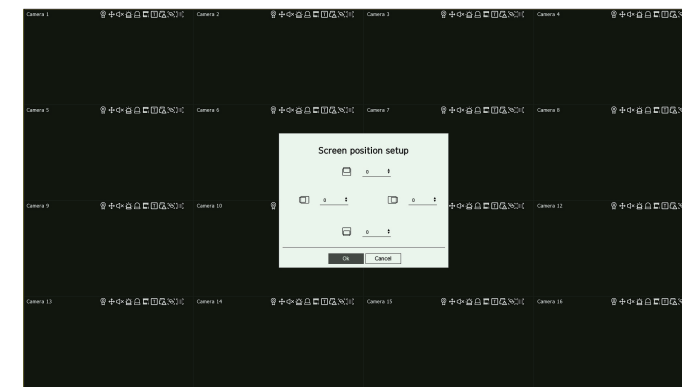 Camera 1 Camera 2 Camera 3 Camera 4
Camera 5 Camera 6 Camera 7 Camera 8
Screen position setup
0
Camera 9 Camera 10 0 0 Camera 12
0
Ok Cancel
Camera 13 Camera 14 Camera 15 Camera 16